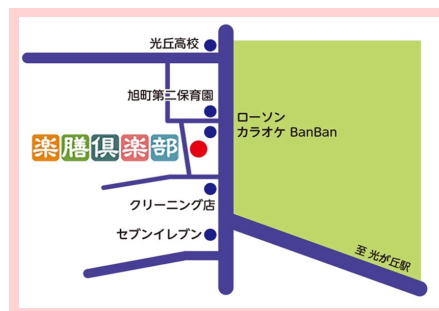 光丘高校
旭町第二保育園
ローソン
カラオケ BanBan
楽膳倶楽部
クリーニング店
セブンイレブン
至 光が丘駅